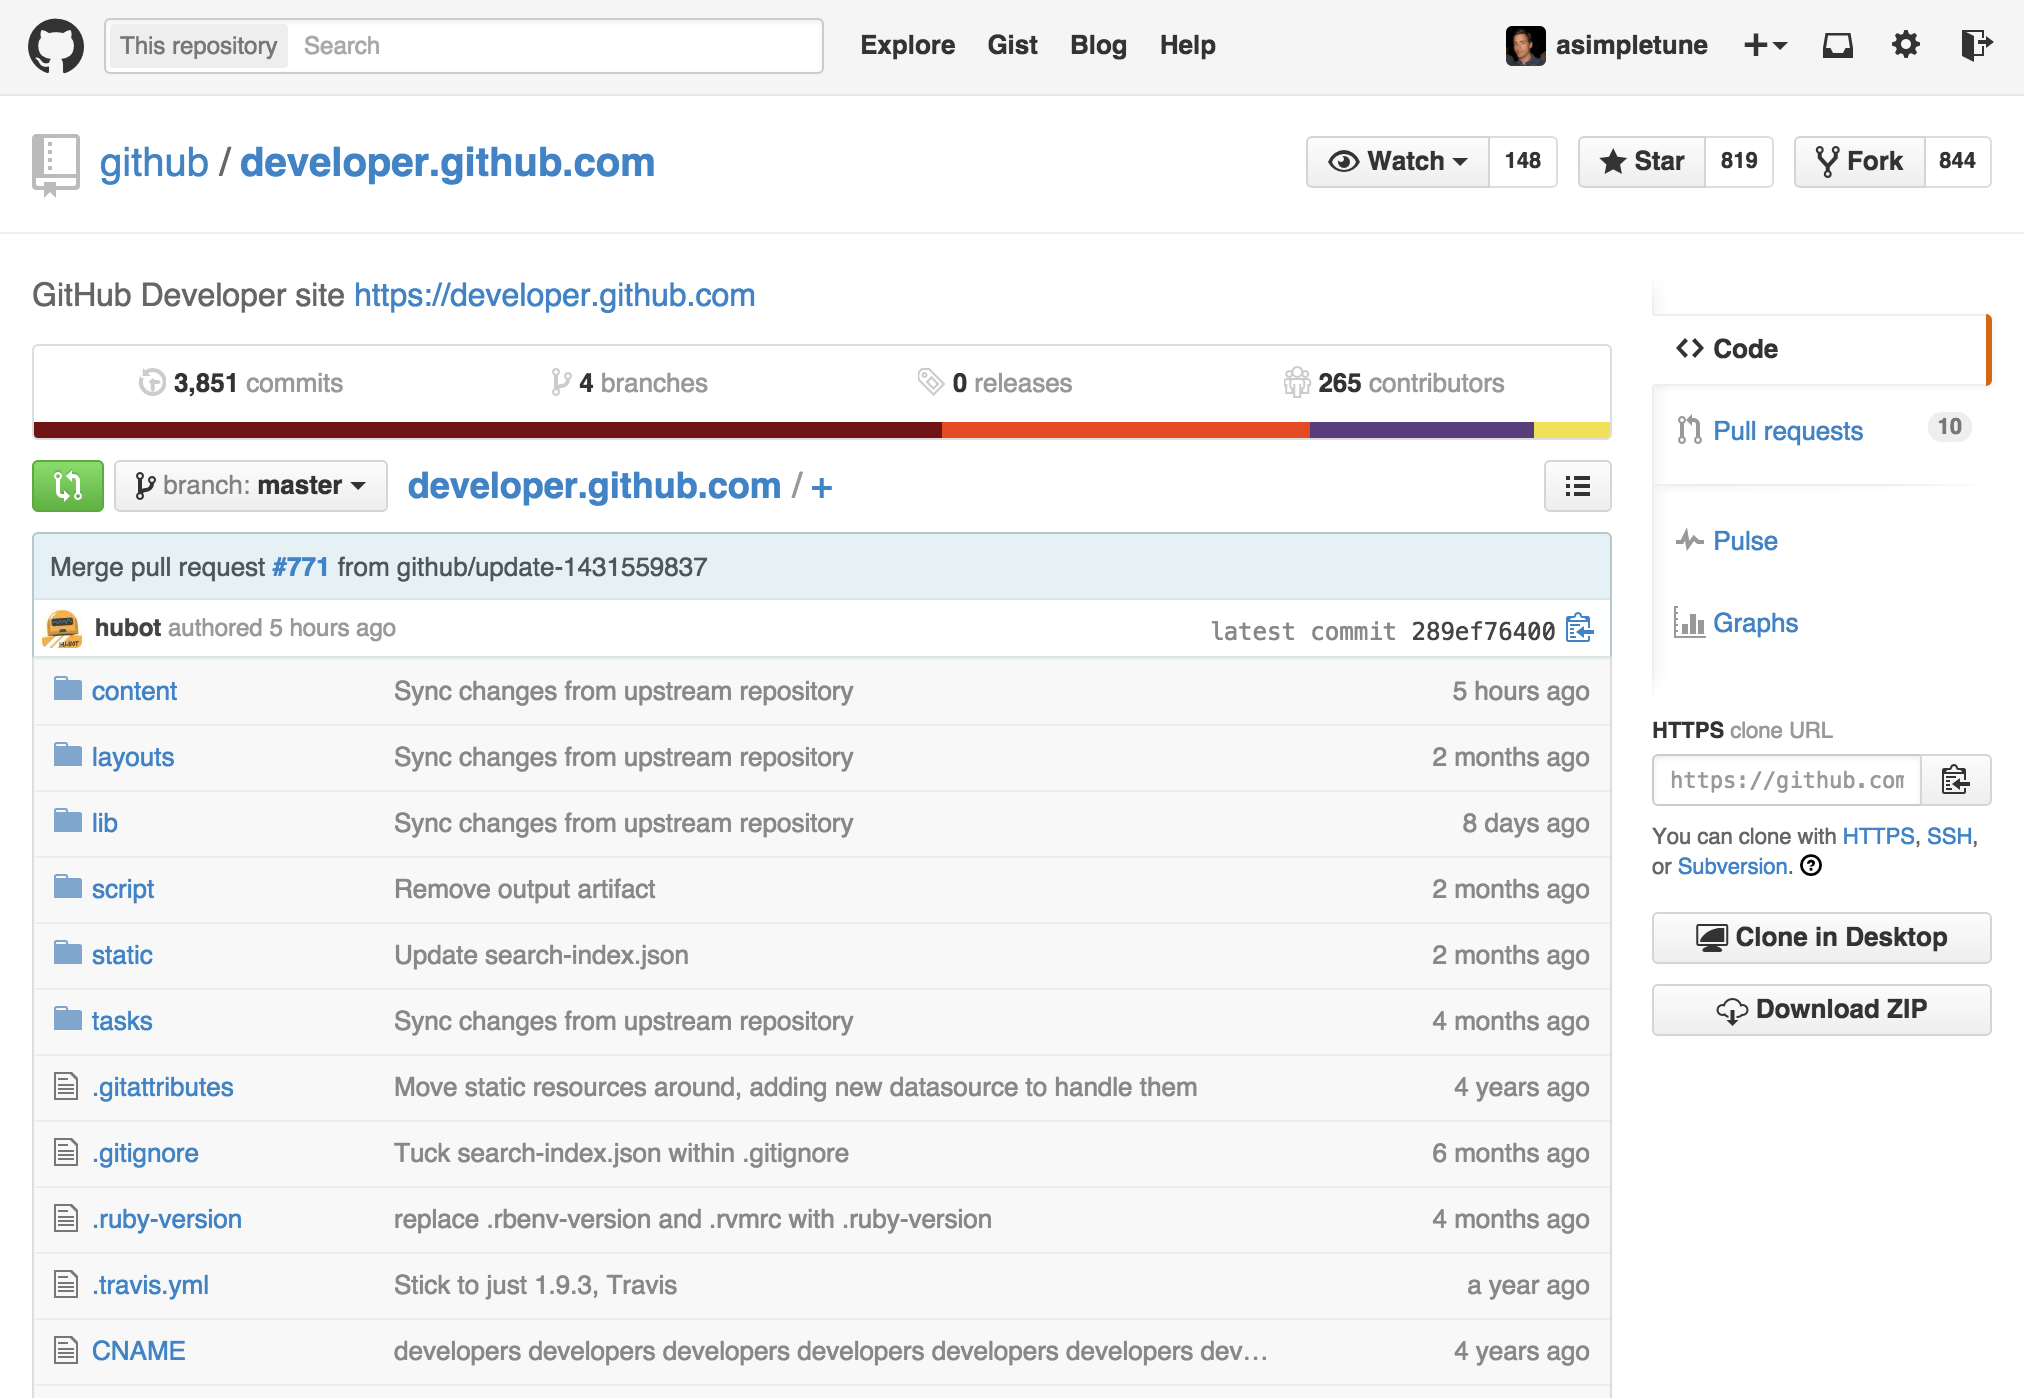 This repository Search Explore Gist Blog Help asimpletune
github / developer.github.com Watch 148 Star 819 Fork 844
GitHub Developer site https://developer.github.com
3,851 commits 4 branches 0 releases 265 contributors
branch: master developer.github.com / +
Merge pull request #771 from github/update-1431559837
hubot authored 5 hours ago latest commit 289ef76400
content Sync changes from upstream repository 5 hours ago
layouts Sync changes from upstream repository 2 months ago
lib Sync changes from upstream repository 8 days ago
script Remove output artifact 2 months ago
static Update search-index.json 2 months ago
tasks Sync changes from upstream repository 4 months ago
.gitattributes Move static resources around, adding new datasource to handle them 4 years ago
.gitignore Tuck search-index.json within .gitignore 6 months ago
.ruby-version replace .rbenv-version and .rvmrc with .ruby-version 4 months ago
.travis.yml Stick to just 1.9.3, Travis a year ago
CNAME developers developers developers developers developers developers dev… 4 years ago
Code
Pull requests 10
Pulse
Graphs
HTTPS clone URL
https://github.com
You can clone with HTTPS, SSH,
or Subversion.
Clone in Desktop
Download ZIP